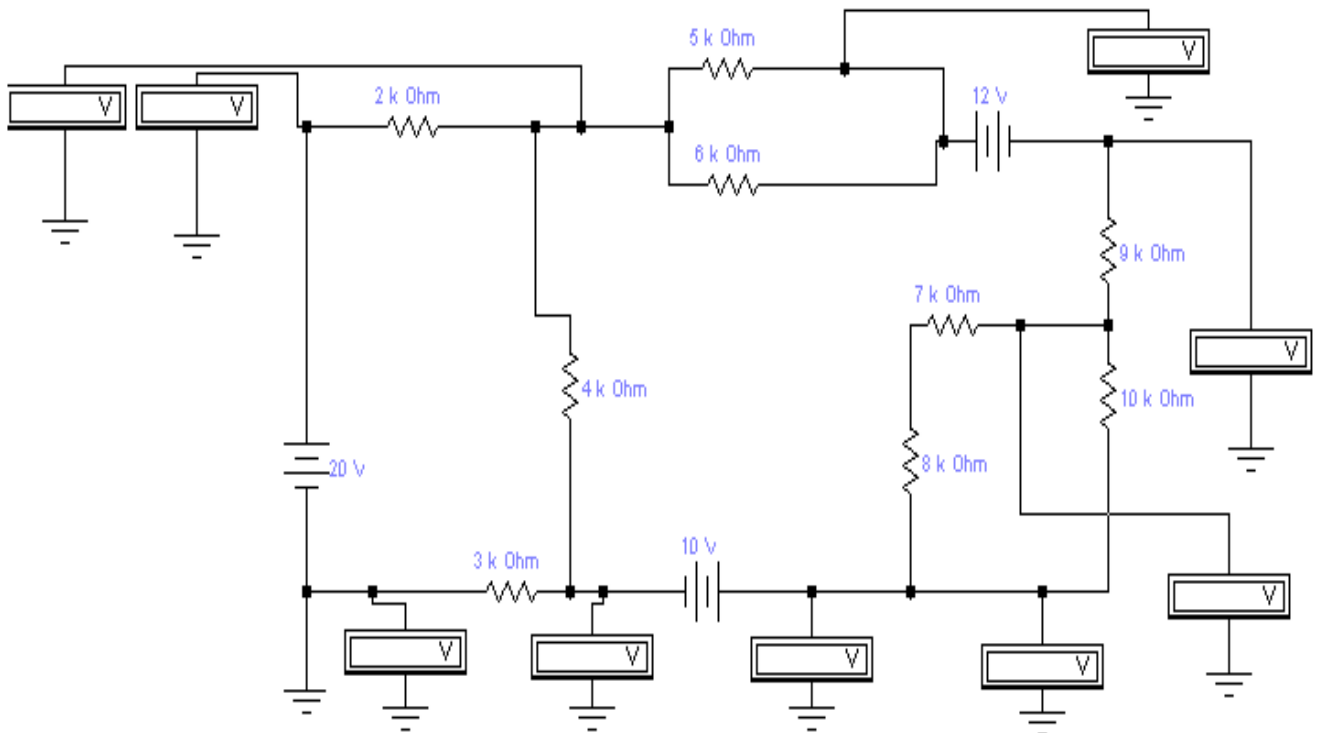 5 k Ohm
V
V
V
2 k Ohm
12 V
6 k Ohm
9 k Ohm
7 k Ohm
V
4 k Ohm
10 k Ohm
20 V
8 k Ohm
10 V
3 k Ohm
V
V
V
V
V